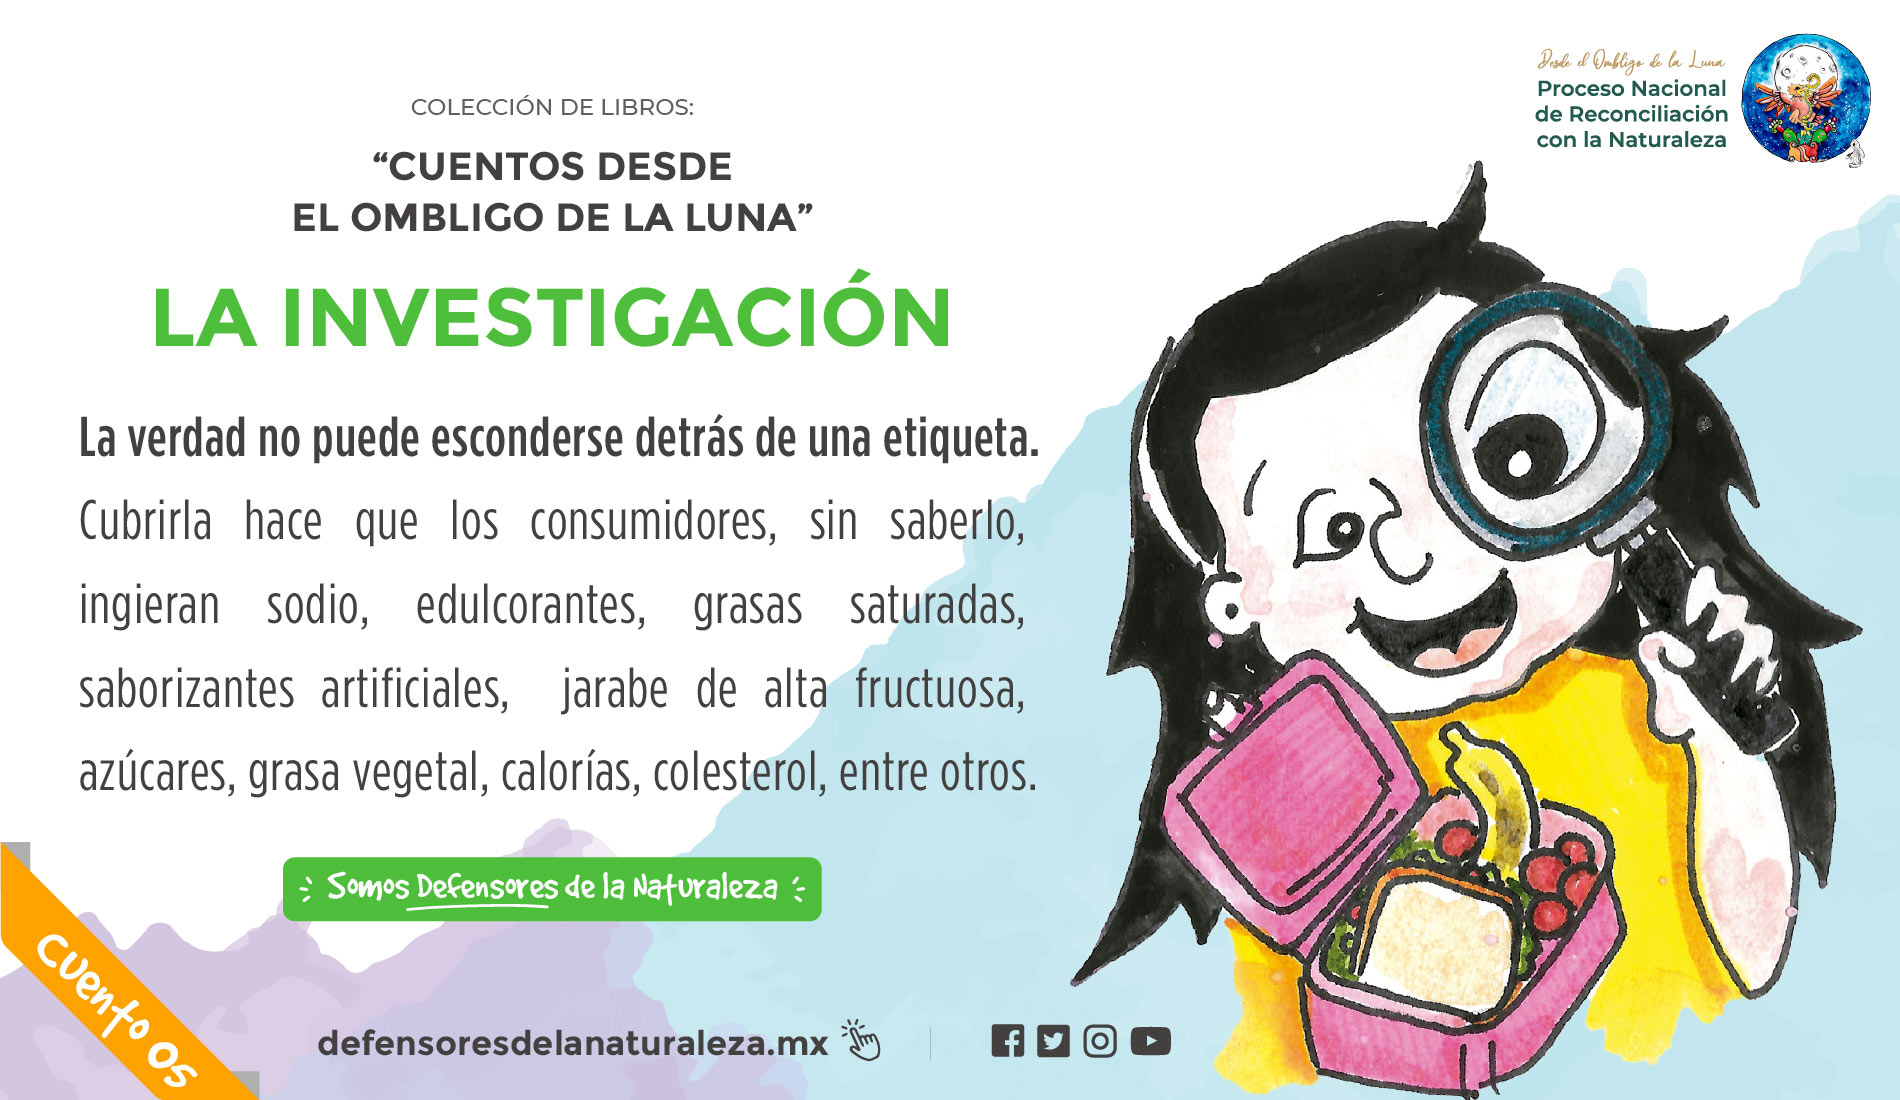 Desde el Ombligo de la Luna
Proceso Nacional
de Reconciliación
con la Naturaleza
COLECCIÓN DE LIBROS:
“CUENTOS DESDE
EL OMBLIGO DE LA LUNA”
LA INVESTIGACIÓN
La verdad no puede esconderse detrás de una etiqueta.
Cubrirla hace que los consumidores, sin saberlo,
ingieran sodio, edulcorantes, grasas saturadas,
saborizantes artificiales, jarabe de alta fructuosa,
azúcares, grasa vegetal, calorías, colesterol, entre otros.
Somos Defensores de la Naturaleza
Cuento 05
defensoresdelanaturaleza.mx